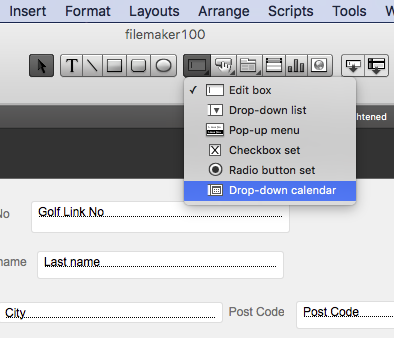 Insert Format Layouts Arrange Scripts Tools W
filemaker100
T
Edit box
Drop-down list
Pop-up menu
Checkbox set
Radio button set
Drop-down calendar
htened
No Golf Link No
name Last name
City Post Code Post Code